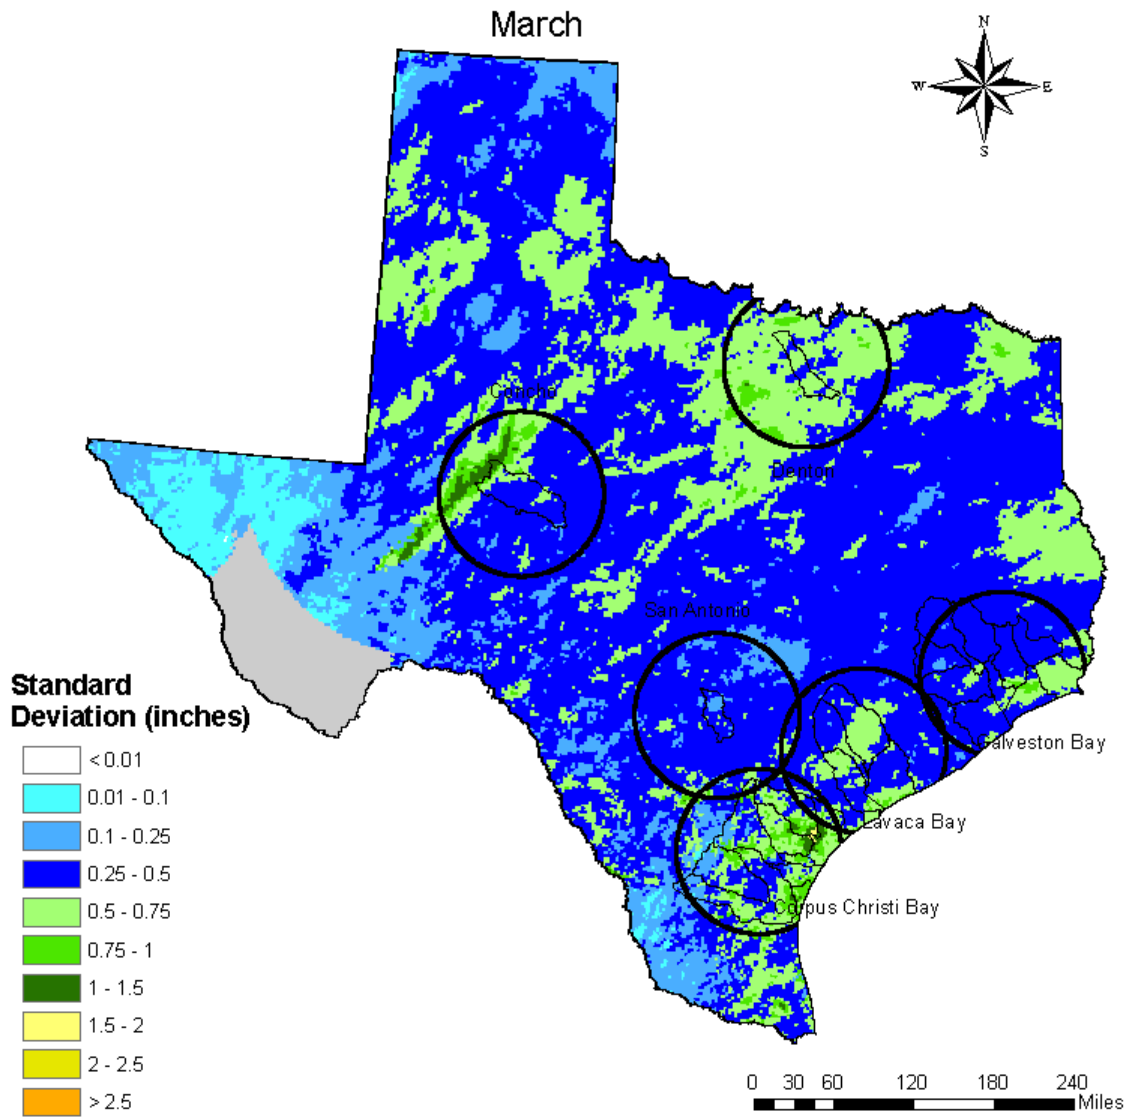 March
N
W
E
S
Concho
Denton
San Antonio
Galveston Bay
Lavaca Bay
Corpus Christi Bay
Standard
Deviation (inches)
< 0.01
0.01 - 0.1
0.1 - 0.25
0.25 - 0.5
0.5 - 0.75
0.75 - 1
1 - 1.5
1.5 - 2
2 - 2.5
> 2.5
0 30 60 120 180 240
Miles